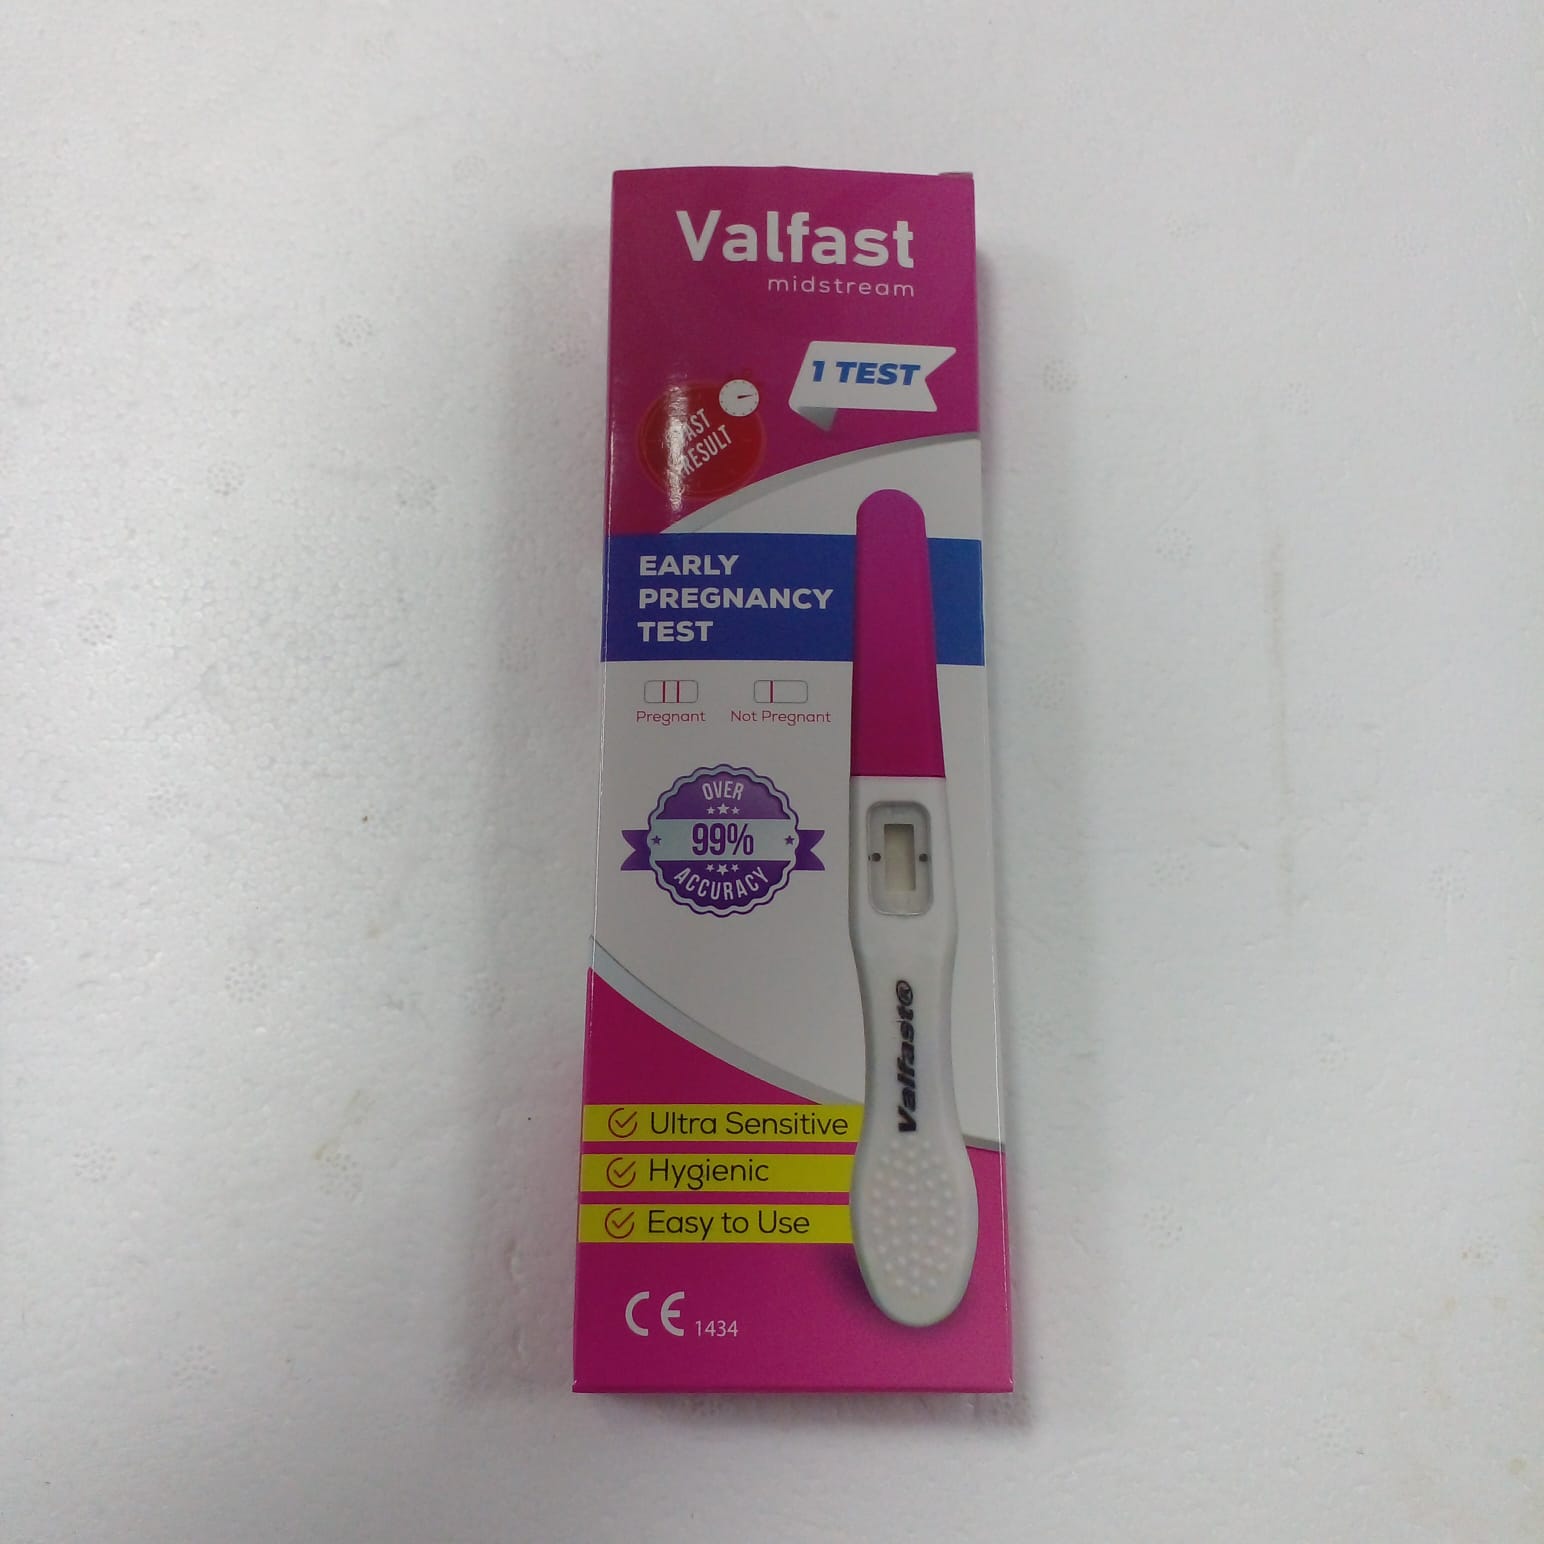 Valfast
midstream
1 TEST
FAST
RESULT
EARLY
PREGNANCY
TEST
Pregnant
Not Pregnant
OVER
99%
ACCURACY
Valfast®
Ultra Sensitive
Hygienic
Easy to Use
CE 1434